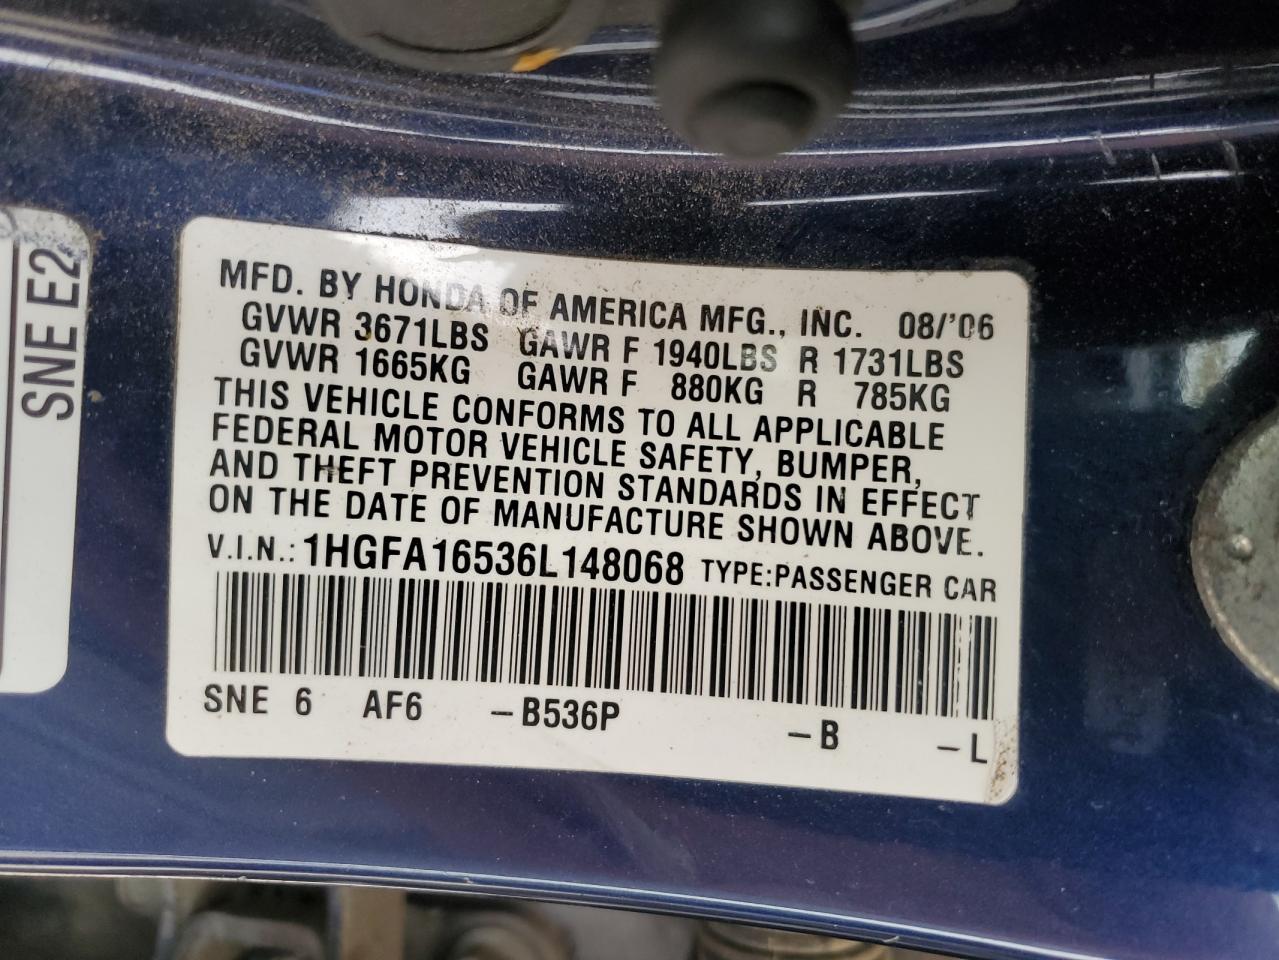 SNE E2
MFD. BY HONDA OF AMERICA MFG., INC. 08/'06
GVWR 3671LBS GAWR F 1940LBS R 1731LBS
GVWR 1665KG GAWR F 880KG R 785KG
THIS VEHICLE CONFORMS TO ALL APPLICABLE
FEDERAL MOTOR VEHICLE SAFETY, BUMPER,
AND THEFT PREVENTION STANDARDS IN EFFECT
ON THE DATE OF MANUFACTURE SHOWN ABOVE.
V.I.N.: 1HGFA16536L148068 TYPE:PASSENGER CAR
SNE 6 AF6 -B536P -B -L